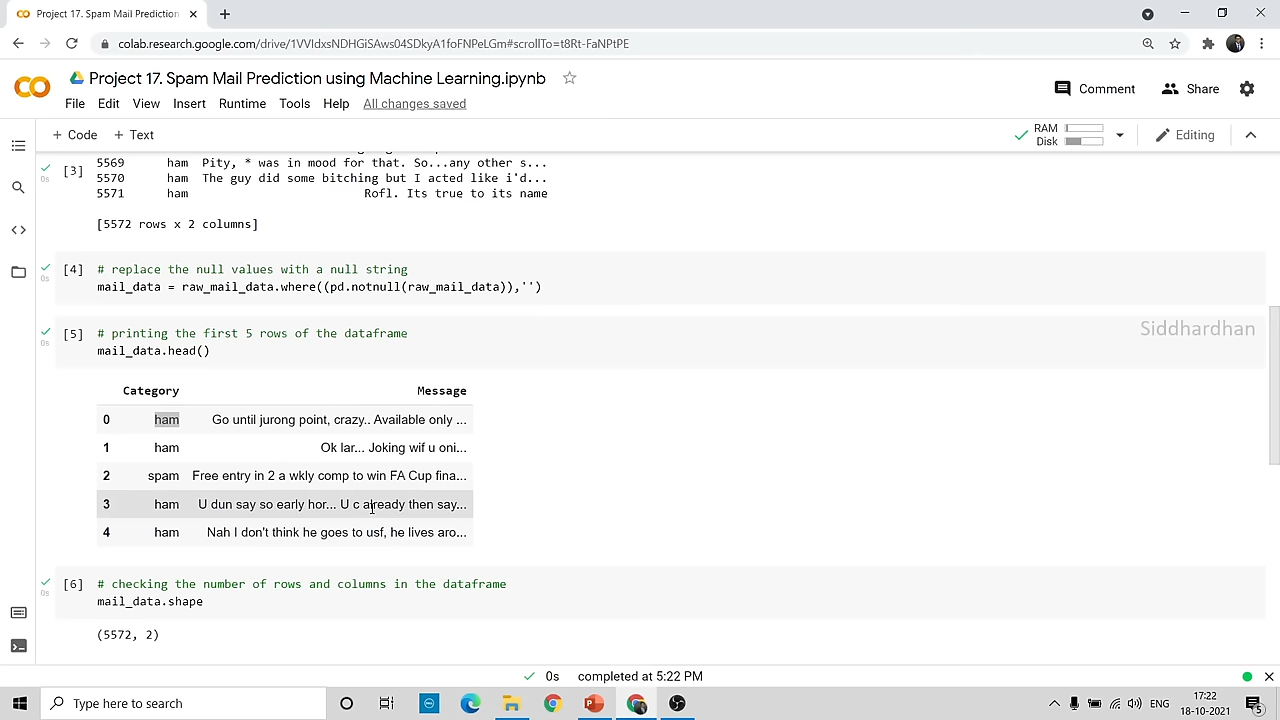 Project 17. Spam Mail Prediction
colab.research.google.com/drive/1VVIdxsNDHGiSAws04SDkyA1foFNPeLGm#scrollTo=t8Rt-FaNPtPE
Project 17. Spam Mail Prediction using Machine Learning.ipynb
Comment Share
File Edit View Insert Runtime Tools Help All changes saved
+ Code + Text
RAM
Disk
Editing
[3]
5569 ham Pity, * was in mood for that. So...any other s...
5570 ham The guy did some bitching but I acted like i'd...
5571 ham Rofl. Its true to its name
[5572 rows x 2 columns]
0s
[4] # replace the null values with a null string
mail_data = raw_mail_data.where((pd.notnull(raw_mail_data)),'')
0s
[5] # printing the first 5 rows of the dataframe
mail_data.head()
0s
Siddhardhan
Category Message
0 ham Go until jurong point, crazy.. Available only ...
1 ham Ok lar... Joking wif u oni...
2 spam Free entry in 2 a wkly comp to win FA Cup fina...
3 ham U dun say so early hor... U c already then say...
4 ham Nah I don't think he goes to usf, he lives aro...
[6] # checking the number of rows and columns in the dataframe
mail_data.shape
0s
(5572, 2)
0s completed at 5:22 PM
Type here to search
ENG
17:22
18-10-2021
5